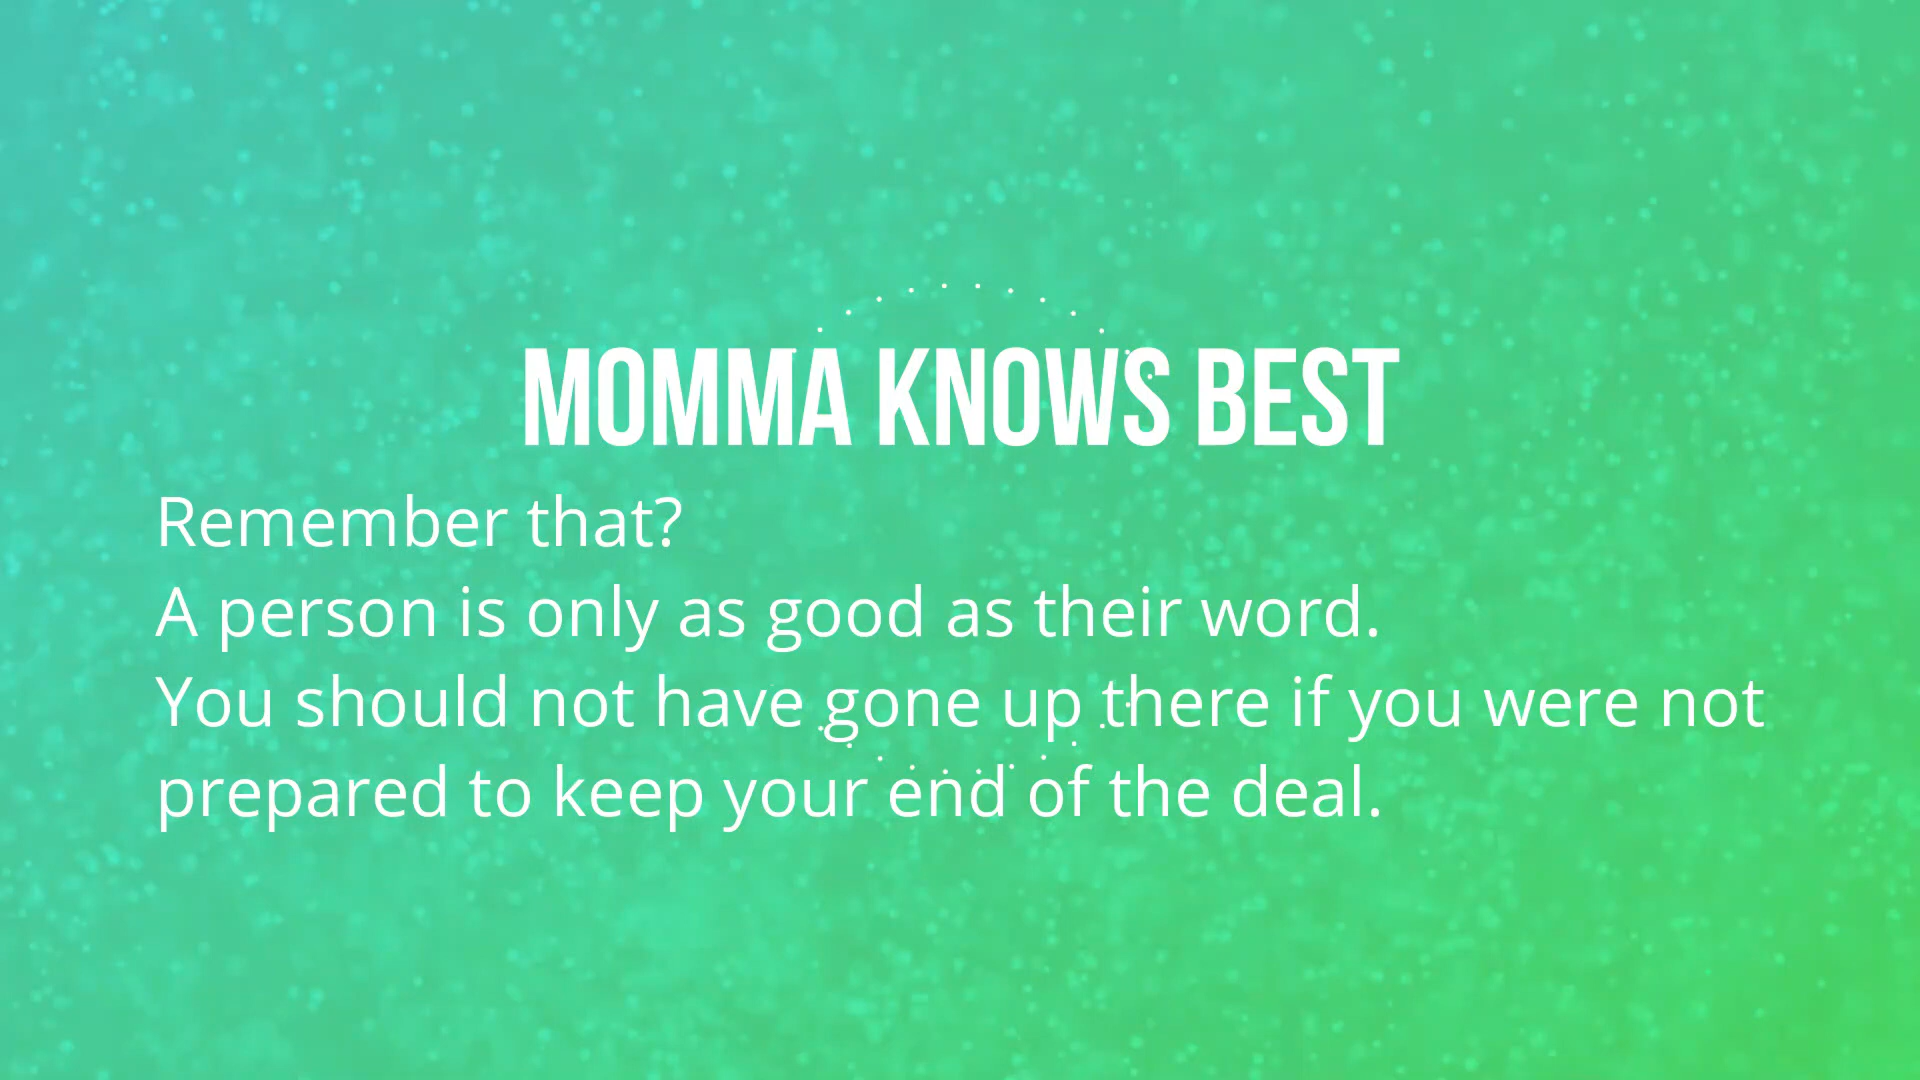 MOMMA KNOWS BEST
Remember that?
A person is only as good as their word.
You should not have gone up there if you were not
prepared to keep your end of the deal.